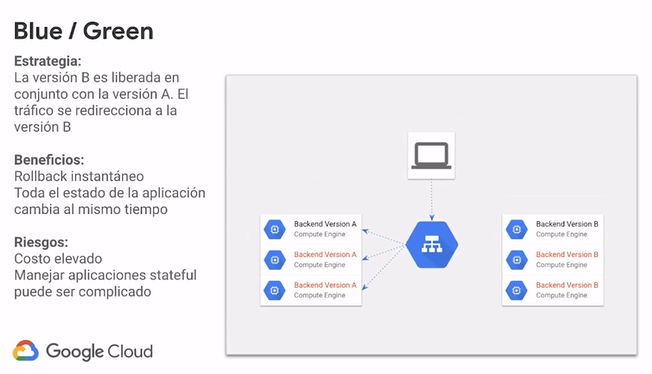 Blue / Green
Estrategia:
La versión B es liberada en
conjunto con la versión A. El
tráfico se redirecciona a la
versión B
Beneficios:
Rollback instantáneo
Toda el estado de la aplicación
cambia al mismo tiempo
Riesgos:
Costo elevado
Manejar aplicaciones stateful
puede ser complicado
Google Cloud
Backend Version A
Compute Engine
Backend Version A
Compute Engine
Backend Version A
Compute Engine
Backend Version B
Compute Engine
Backend Version B
Compute Engine
Backend Version B
Compute Engine